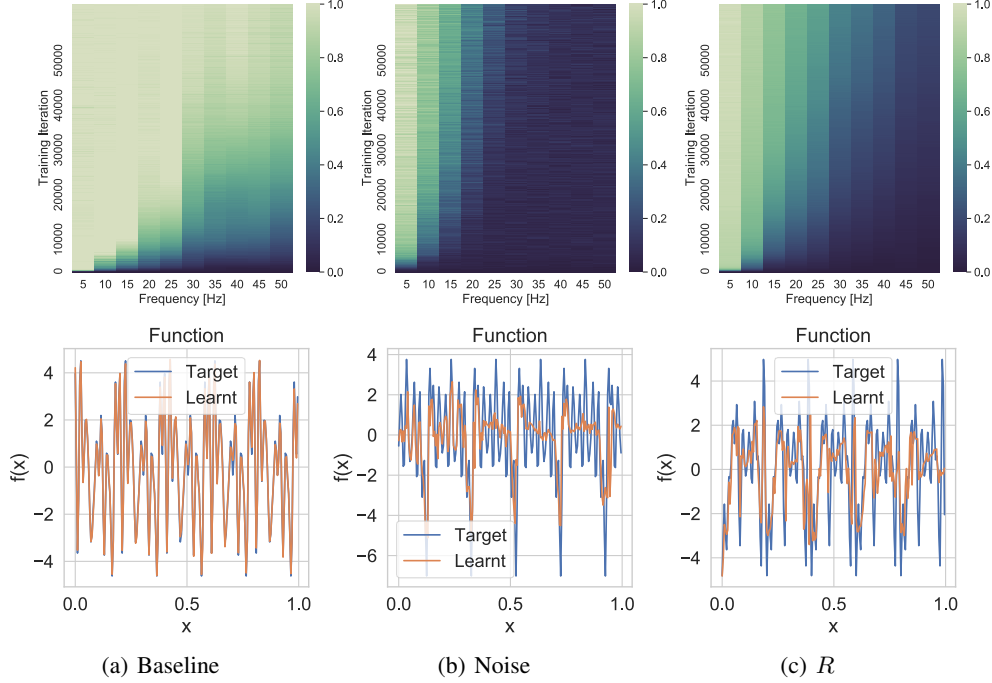 1.0
0.8
0.6
0.4
0.2
0.0
Training Iteration
50000
40000
30000
20000
10000
0
5 10 15 20 25 30 35 40 45 50
Frequency [Hz]
1.0
0.8
0.6
0.4
0.2
0.0
Training Iteration
50000
40000
30000
20000
10000
0
5 10 15 20 25 30 35 40 45 50
Frequency [Hz]
1.0
0.8
0.6
0.4
0.2
0.0
Training Iteration
50000
40000
30000
20000
10000
0
5 10 15 20 25 30 35 40 45 50
Frequency [Hz]
Function
Target
Learnt
f(x)
4
2
0
−2
−4
0.0 0.5 1.0
x
Function
Target
Learnt
f(x)
4
2
0
−2
−4
−6
0.0 0.5 1.0
x
Function
Target
Learnt
f(x)
4
2
0
−2
−4
0.0 0.5 1.0
x
(a) Baseline
(b) Noise
(c) R